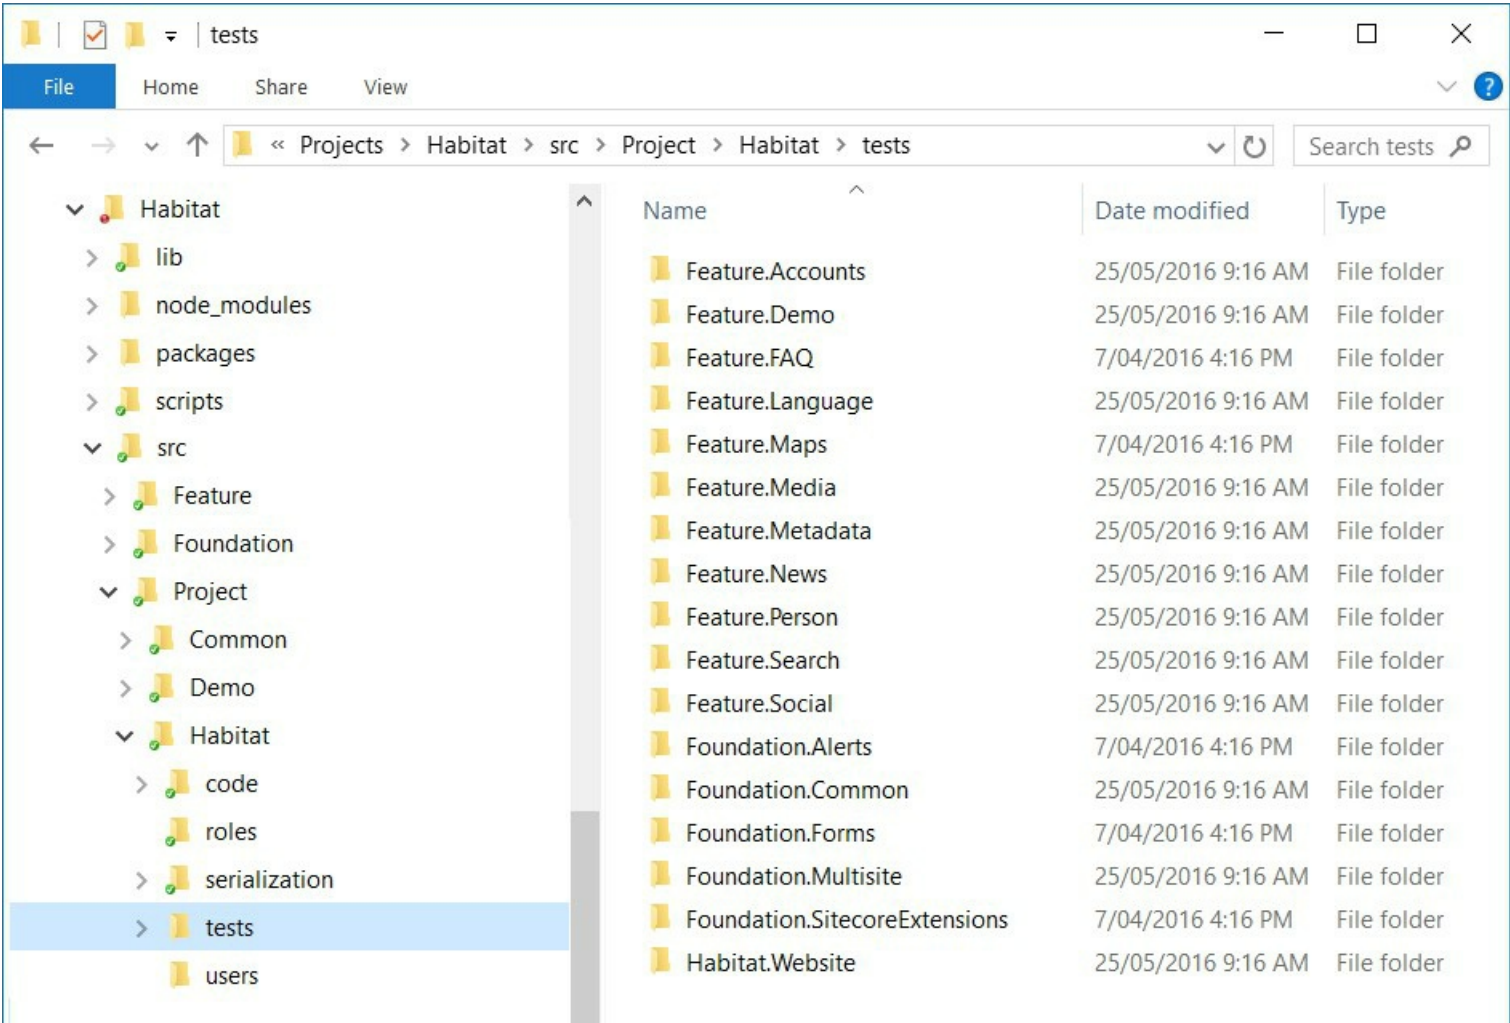 tests
File Home Share View ?
« Projects > Habitat > src > Project > Habitat > tests Search tests
Habitat
lib
node_modules
packages
scripts
src
Feature
Foundation
Project
Common
Demo
Habitat
code
roles
serialization
tests
users
Name Date modified Type
Feature.Accounts 25/05/2016 9:16 AM File folder
Feature.Demo 25/05/2016 9:16 AM File folder
Feature.FAQ 7/04/2016 4:16 PM File folder
Feature.Language 25/05/2016 9:16 AM File folder
Feature.Maps 7/04/2016 4:16 PM File folder
Feature.Media 25/05/2016 9:16 AM File folder
Feature.Metadata 25/05/2016 9:16 AM File folder
Feature.News 25/05/2016 9:16 AM File folder
Feature.Person 25/05/2016 9:16 AM File folder
Feature.Search 25/05/2016 9:16 AM File folder
Feature.Social 25/05/2016 9:16 AM File folder
Foundation.Alerts 7/04/2016 4:16 PM File folder
Foundation.Common 25/05/2016 9:16 AM File folder
Foundation.Forms 7/04/2016 4:16 PM File folder
Foundation.Multisite 25/05/2016 9:16 AM File folder
Foundation.SitecoreExtensions 7/04/2016 4:16 PM File folder
Habitat.Website 25/05/2016 9:16 AM File folder